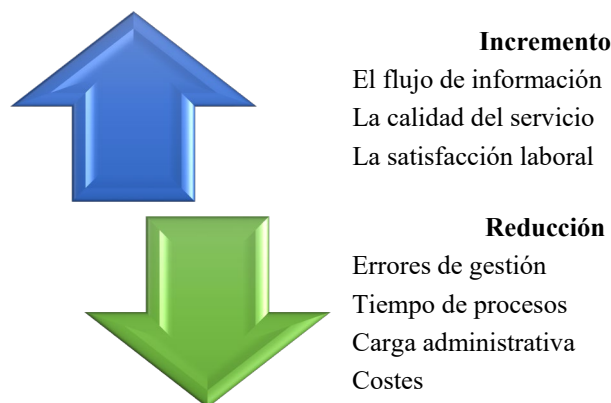 Incremento
El flujo de información
La calidad del servicio
La satisfacción laboral
Reducción
Errores de gestión
Tiempo de procesos
Carga administrativa
Costes